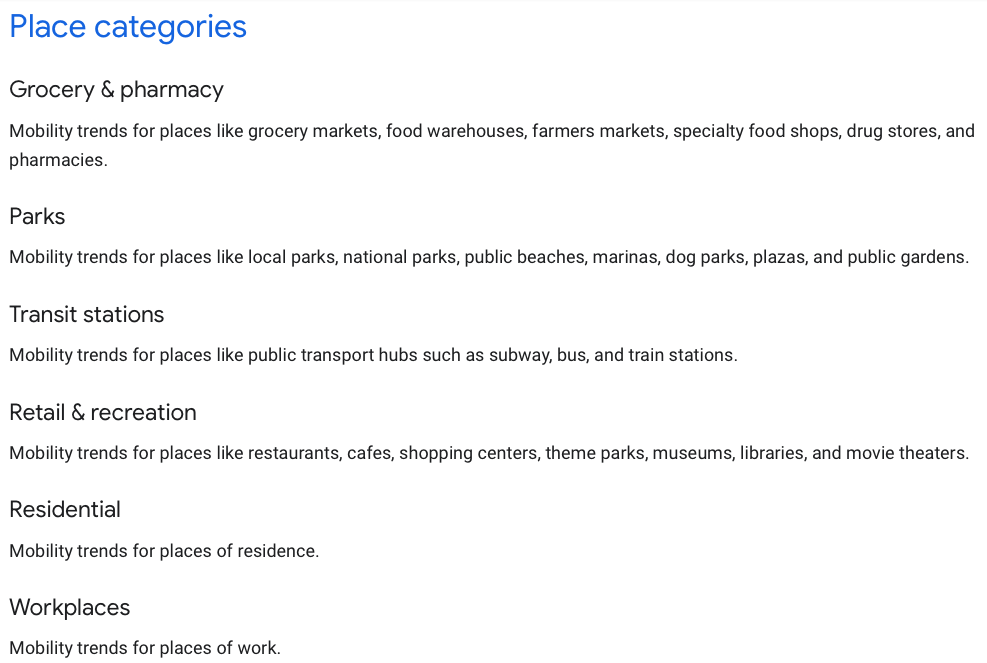 Place categories
Grocery & pharmacy
Mobility trends for places like grocery markets, food warehouses, farmers markets, specialty food shops, drug stores, and
pharmacies.
Parks
Mobility trends for places like local parks, national parks, public beaches, marinas, dog parks, plazas, and public gardens.
Transit stations
Mobility trends for places like public transport hubs such as subway, bus, and train stations.
Retail & recreation
Mobility trends for places like restaurants, cafes, shopping centers, theme parks, museums, libraries, and movie theaters.
Residential
Mobility trends for places of residence.
Workplaces
Mobility trends for places of work.